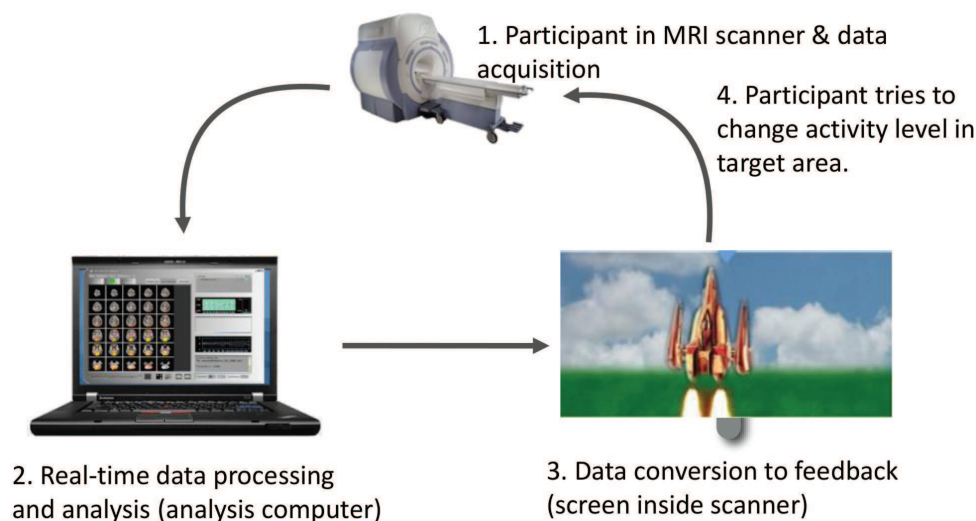 1. Participant in MRI scanner & data
acquisition
4. Participant tries to
change activity level in
target area.
2. Real-time data processing
and analysis (analysis computer)
3. Data conversion to feedback
(screen inside scanner)